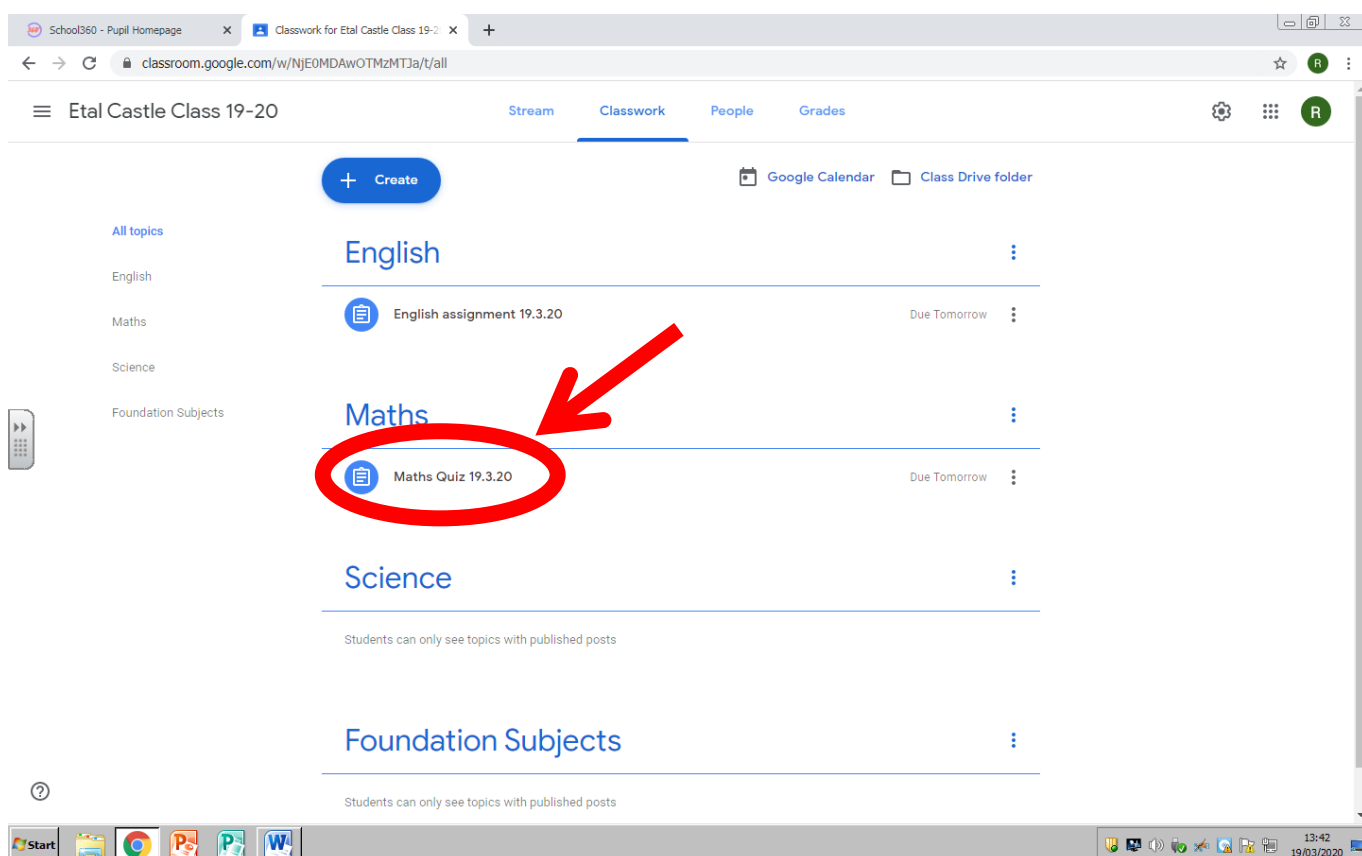 School360 - Pupil Homepage
Classwork for Etal Castle Class 19-2
classroom.google.com/w/NjE0MDAwOTMzMTJa/t/all
R
Etal Castle Class 19-20
Stream
Classwork
People
Grades
R
+ Create
Google Calendar
Class Drive folder
All topics
English
Maths
Science
Foundation Subjects
English
English assignment 19.3.20
Due Tomorrow
Maths
Maths Quiz 19.3.20
Due Tomorrow
Science
Students can only see topics with published posts
Foundation Subjects
Students can only see topics with published posts
Start
13:42
19/03/2020